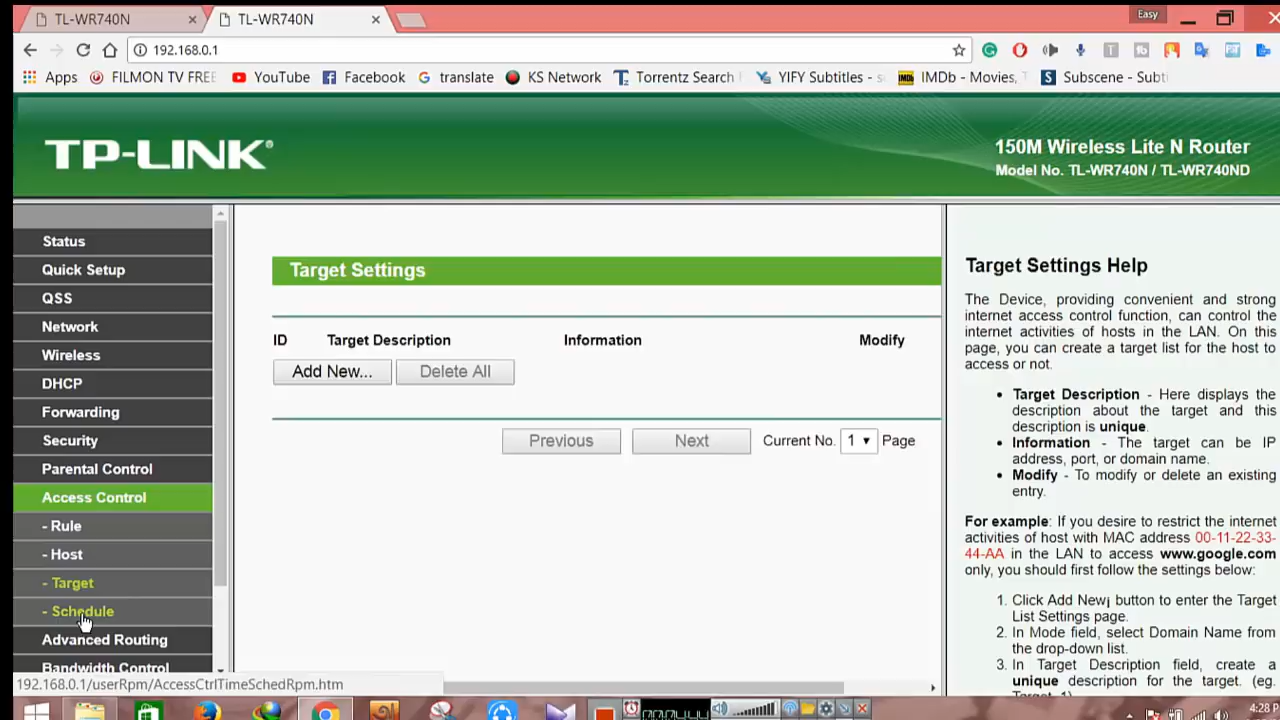 TL-WR740N
TL-WR740N
Easy
192.168.0.1
Apps FILMON TV FREE YouTube Facebook translate KS Network Torrentz Search YIFY Subtitles - IMDb - Movies, Subscene - Subti
TP-LINK®
150M Wireless Lite N Router
Model No. TL-WR740N / TL-WR740ND
Status
Quick Setup
QSS
Network
Wireless
DHCP
Forwarding
Security
Parental Control
Access Control
- Rule
- Host
- Target
- Schedule
Advanced Routing
Bandwidth Control
192.168.0.1/userRpm/AccessCtrlTimeSchedRpm.htm
Target Settings
ID Target Description Information Modify
Add New... Delete All
Previous Next Current No. 1 Page
Target Settings Help
The Device, providing convenient and strong
internet access control function, can control the
internet activities of hosts in the LAN. On this
page, you can create a target list for the host to
access or not.
• Target Description - Here displays the
description about the target and this
description is unique.
• Information - The target can be IP
address, port, or domain name.
• Modify - To modify or delete an existing
entry.
For example: If you desire to restrict the internet
activities of host with MAC address 00-11-22-33-
44-AA in the LAN to access www.google.com
only, you should first follow the settings below:
1. Click Add New¡ button to enter the Target
List Settings page.
2. In Mode field, select Domain Name from
the drop-down list.
3. In Target Description field, create a
unique description for the target. (eg.
Target_1)
4:28 PM